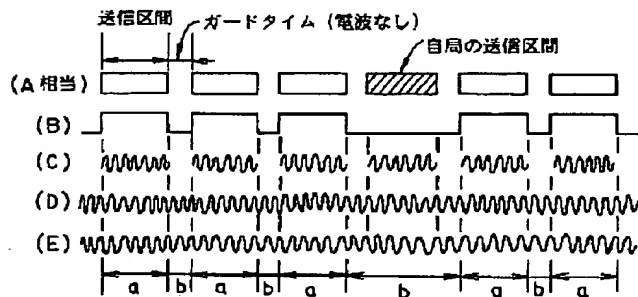 送信区間
ガードタイム（電波なし）
自局の送信区間
(A相当)
(B)
(C)
(D)
(E)
a b a b a b a b a